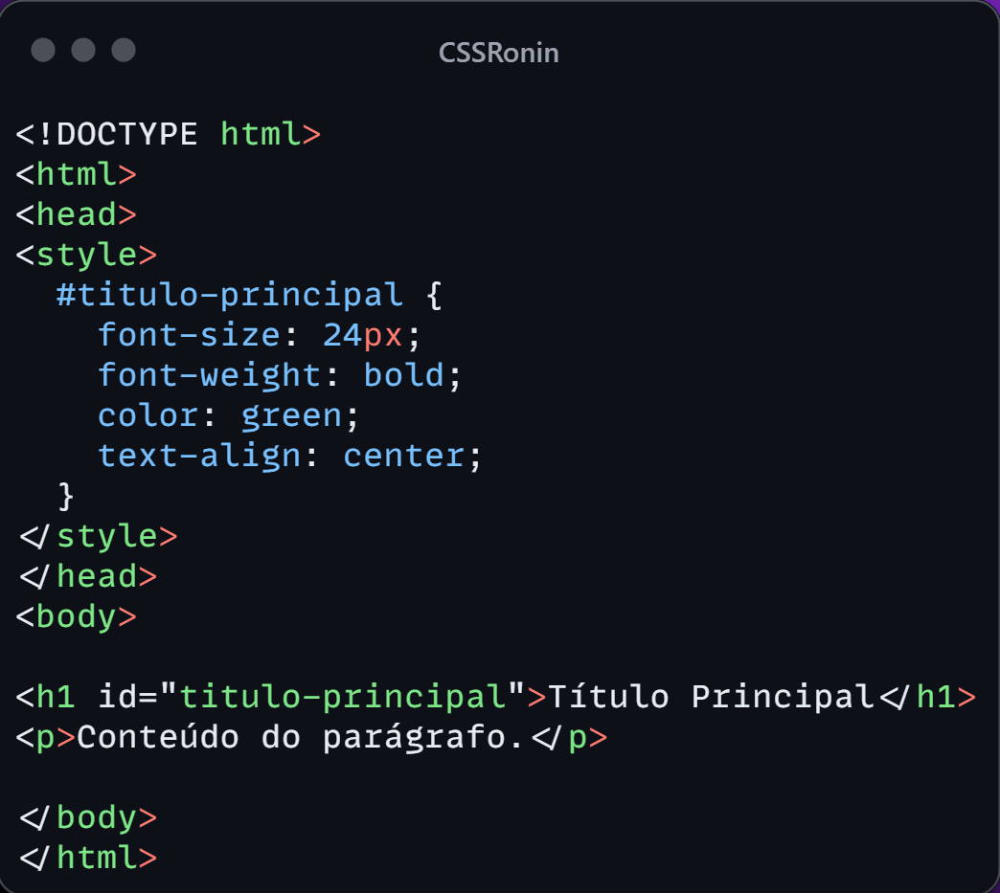 CSSRonin
<!DOCTYPE html>
<html>
<head>
<style>
  #titulo-principal {
    font-size: 24px;
    font-weight: bold;
    color: green;
    text-align: center;
  }
</style>
</head>
<body>

<h1 id="titulo-principal">Título Principal</h1>
<p>Conteúdo do parágrafo.</p>

</body>
</html>